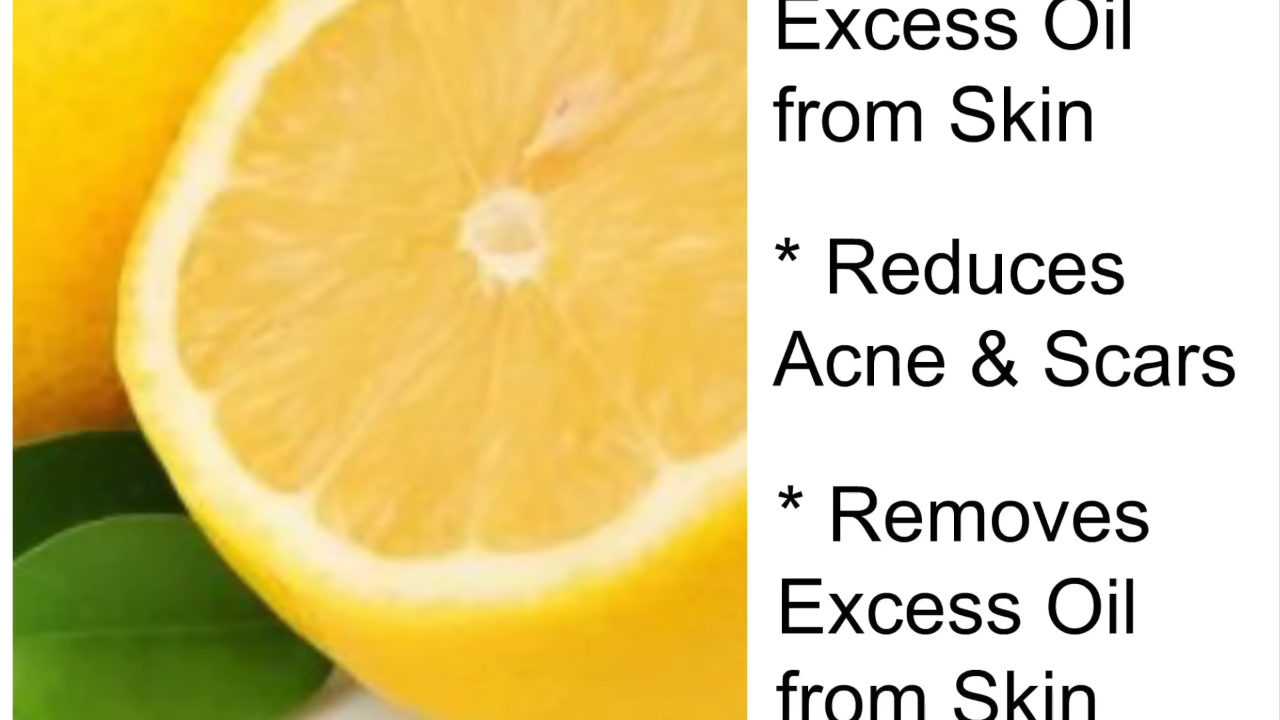 Excess Oil
from Skin
* Reduces
Acne & Scars
* Removes
Excess Oil
from Skin